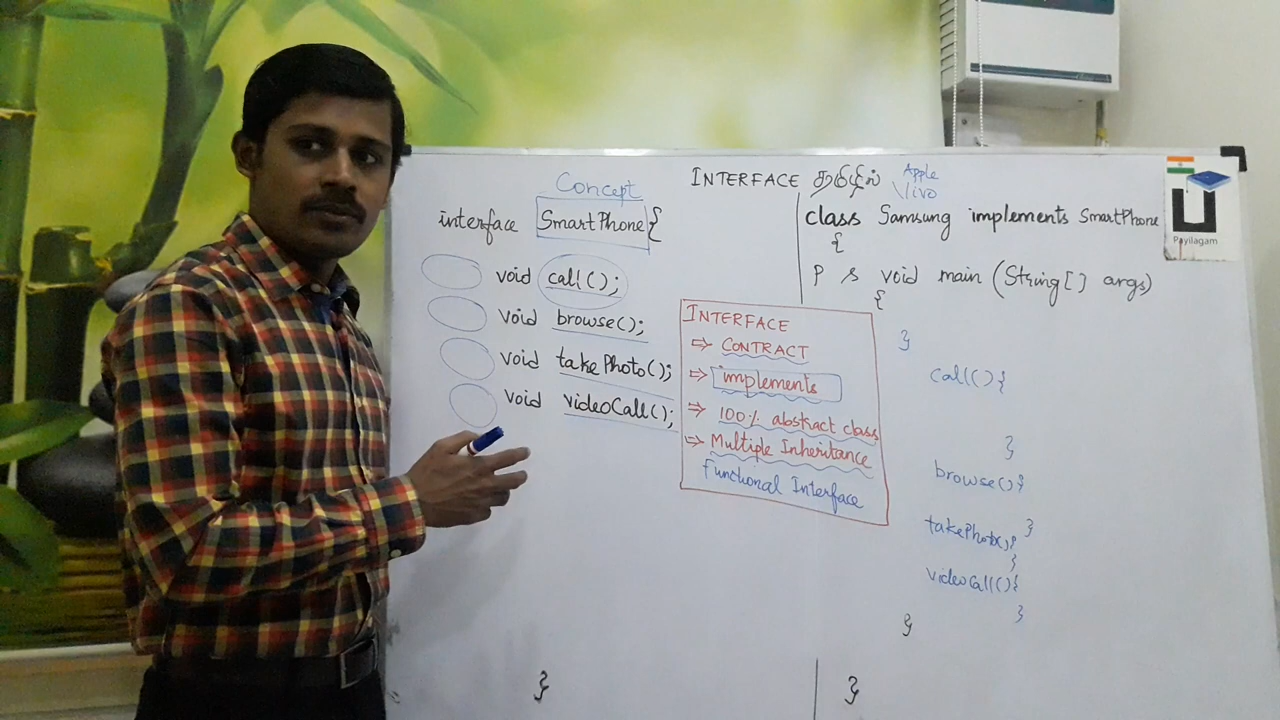 INTERFACE தமிழில்
Concept
interface SmartPhone {
void call();
void browse();
void takePhoto();
void videoCall();
}
INTERFACE
⇨ CONTRACT
⇨ implements
⇨ 100% abstract class
⇨ Multiple Inheritance
Functional Interface
Apple
\livo
class Samsung implements SmartPhone
{
P s void main (String[] args)
{
}
call() {
}
browse() {
}
takePhoto() {
}
videoCall() {
}
}
}
Payilagam